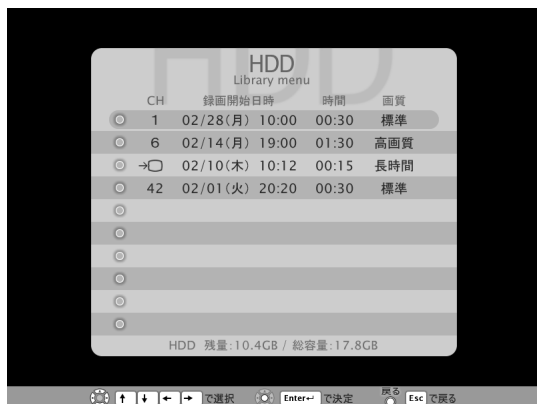 HDD
Library menu
CH 録画開始日時 時間 画質
1 02/28(月) 10:00 00:30 標準
6 02/14(月) 19:00 01:30 高画質
→ 02/10(木) 10:12 00:15 長時間
42 02/01(火) 20:20 00:30 標準
HDD 残量:10.4GB / 総容量:17.8GB
↑ ↓ ← → で選択 Enter↵ で決定 戻る Esc で戻る